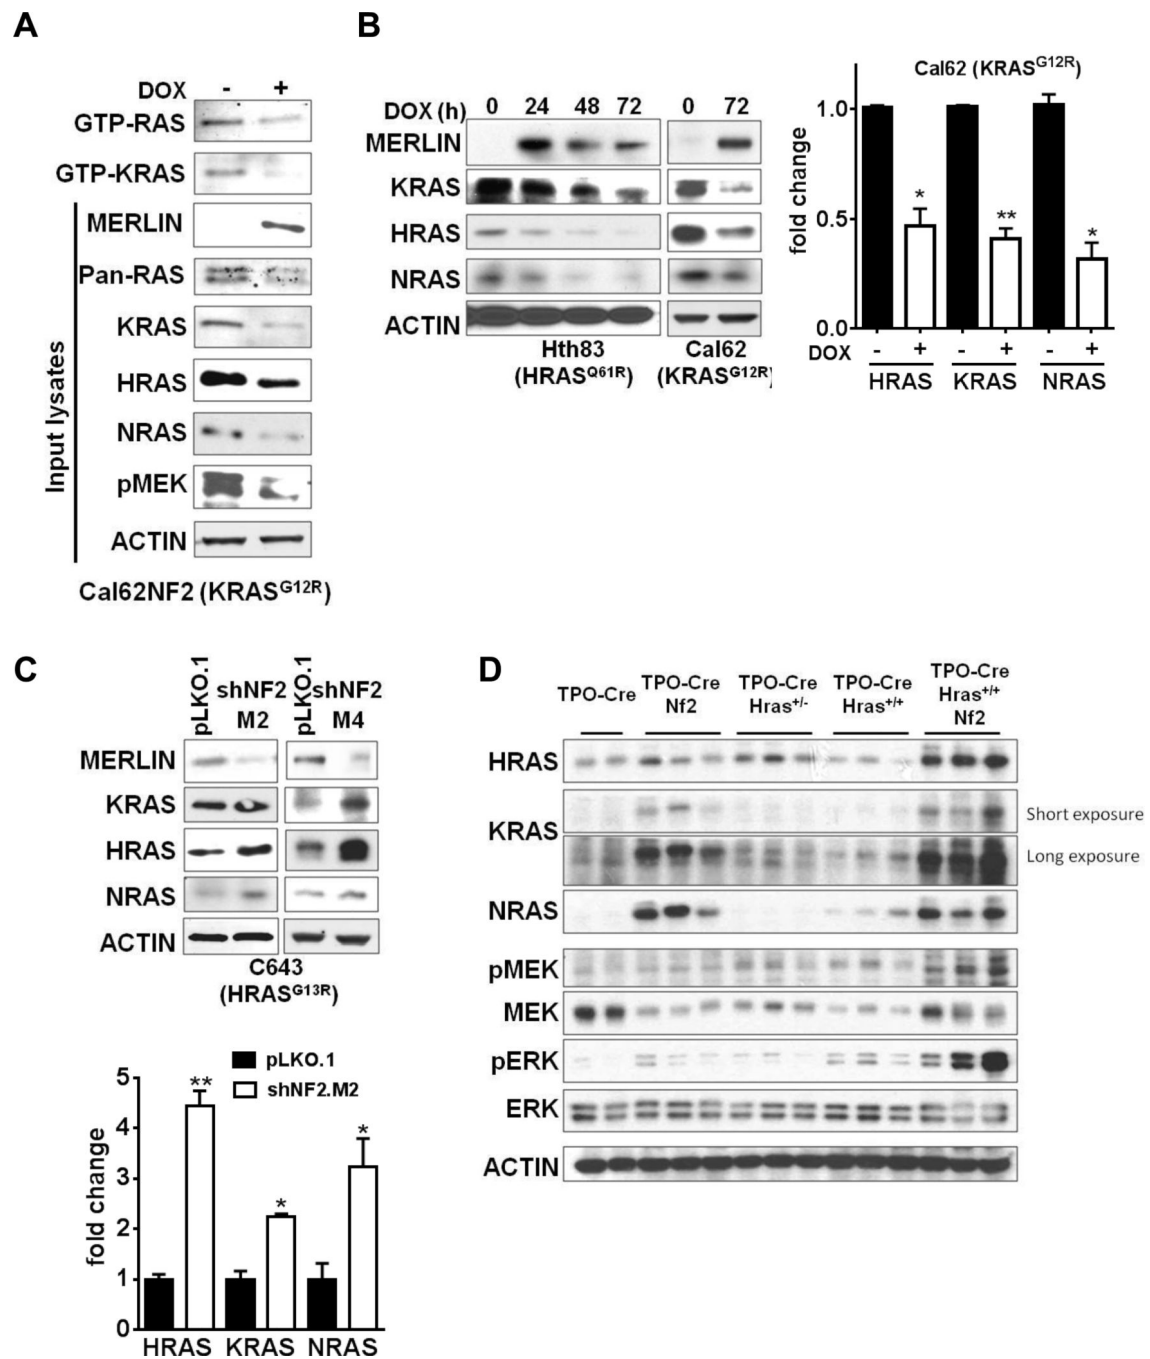 A
DOX - +
GTP-RAS
GTP-KRAS
Input lysates
MERLIN
Pan-RAS
KRAS
HRAS
NRAS
pMEK
ACTIN
Cal62NF2 (KRASG12R)
B
DOX (h) 0 24 48 72 0 72
MERLIN
KRAS
HRAS
NRAS
ACTIN
Hth83 Cal62
(HRASQ61R) (KRASG12R)
Cal62 (KRASG12R)
fold change
1.0
0.5
0.0
* ** *
DOX - + - + - +
HRAS KRAS NRAS
C
pLKO.1 shNF2 M2 pLKO.1 shNF2 M4
MERLIN
KRAS
HRAS
NRAS
ACTIN
C643
(HRASG13R)
pLKO.1
shNF2.M2
fold change
5
4
3
2
1
0
** * *
HRAS KRAS NRAS
D
TPO-Cre
TPO-Cre Nf2
TPO-Cre Hras+/-
TPO-Cre Hras+/+
TPO-Cre Hras+/+ Nf2
HRAS
KRAS
Short exposure
Long exposure
NRAS
pMEK
MEK
pERK
ERK
ACTIN